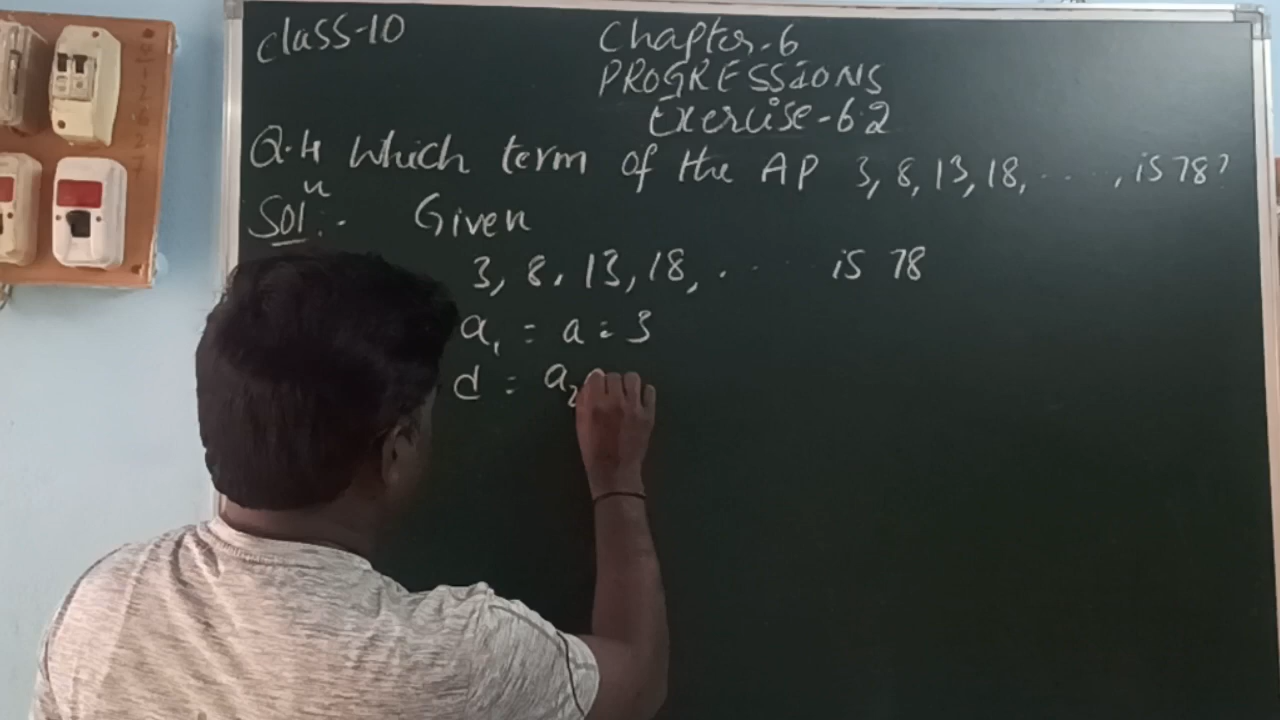 class-10
Chapter-6
PROGRESSIONS
Exercise-6.2
Q.4 Which term of the AP 3, 8, 13, 18, ....., is 78?
Solⁿ:- Given
3, 8, 13, 18, .... is 78
a₁ = a = 3
d = a₂